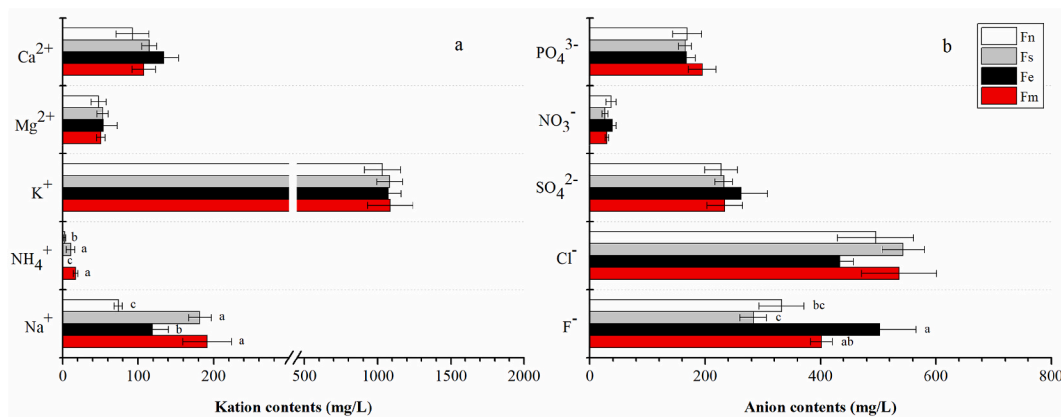 a
Ca²⁺
Mg²⁺
K⁺
NH₄⁺
b
a
c
a
Na⁺
c
a
b
a
0 200 500 1000 1500 2000
Kation contents (mg/L)
b
Fn
Fs
Fe
Fm
PO₄³⁻
NO₃⁻
SO₄²⁻
Cl⁻
F⁻
bc
c
a
ab
0 200 400 600 800
Anion contents (mg/L)